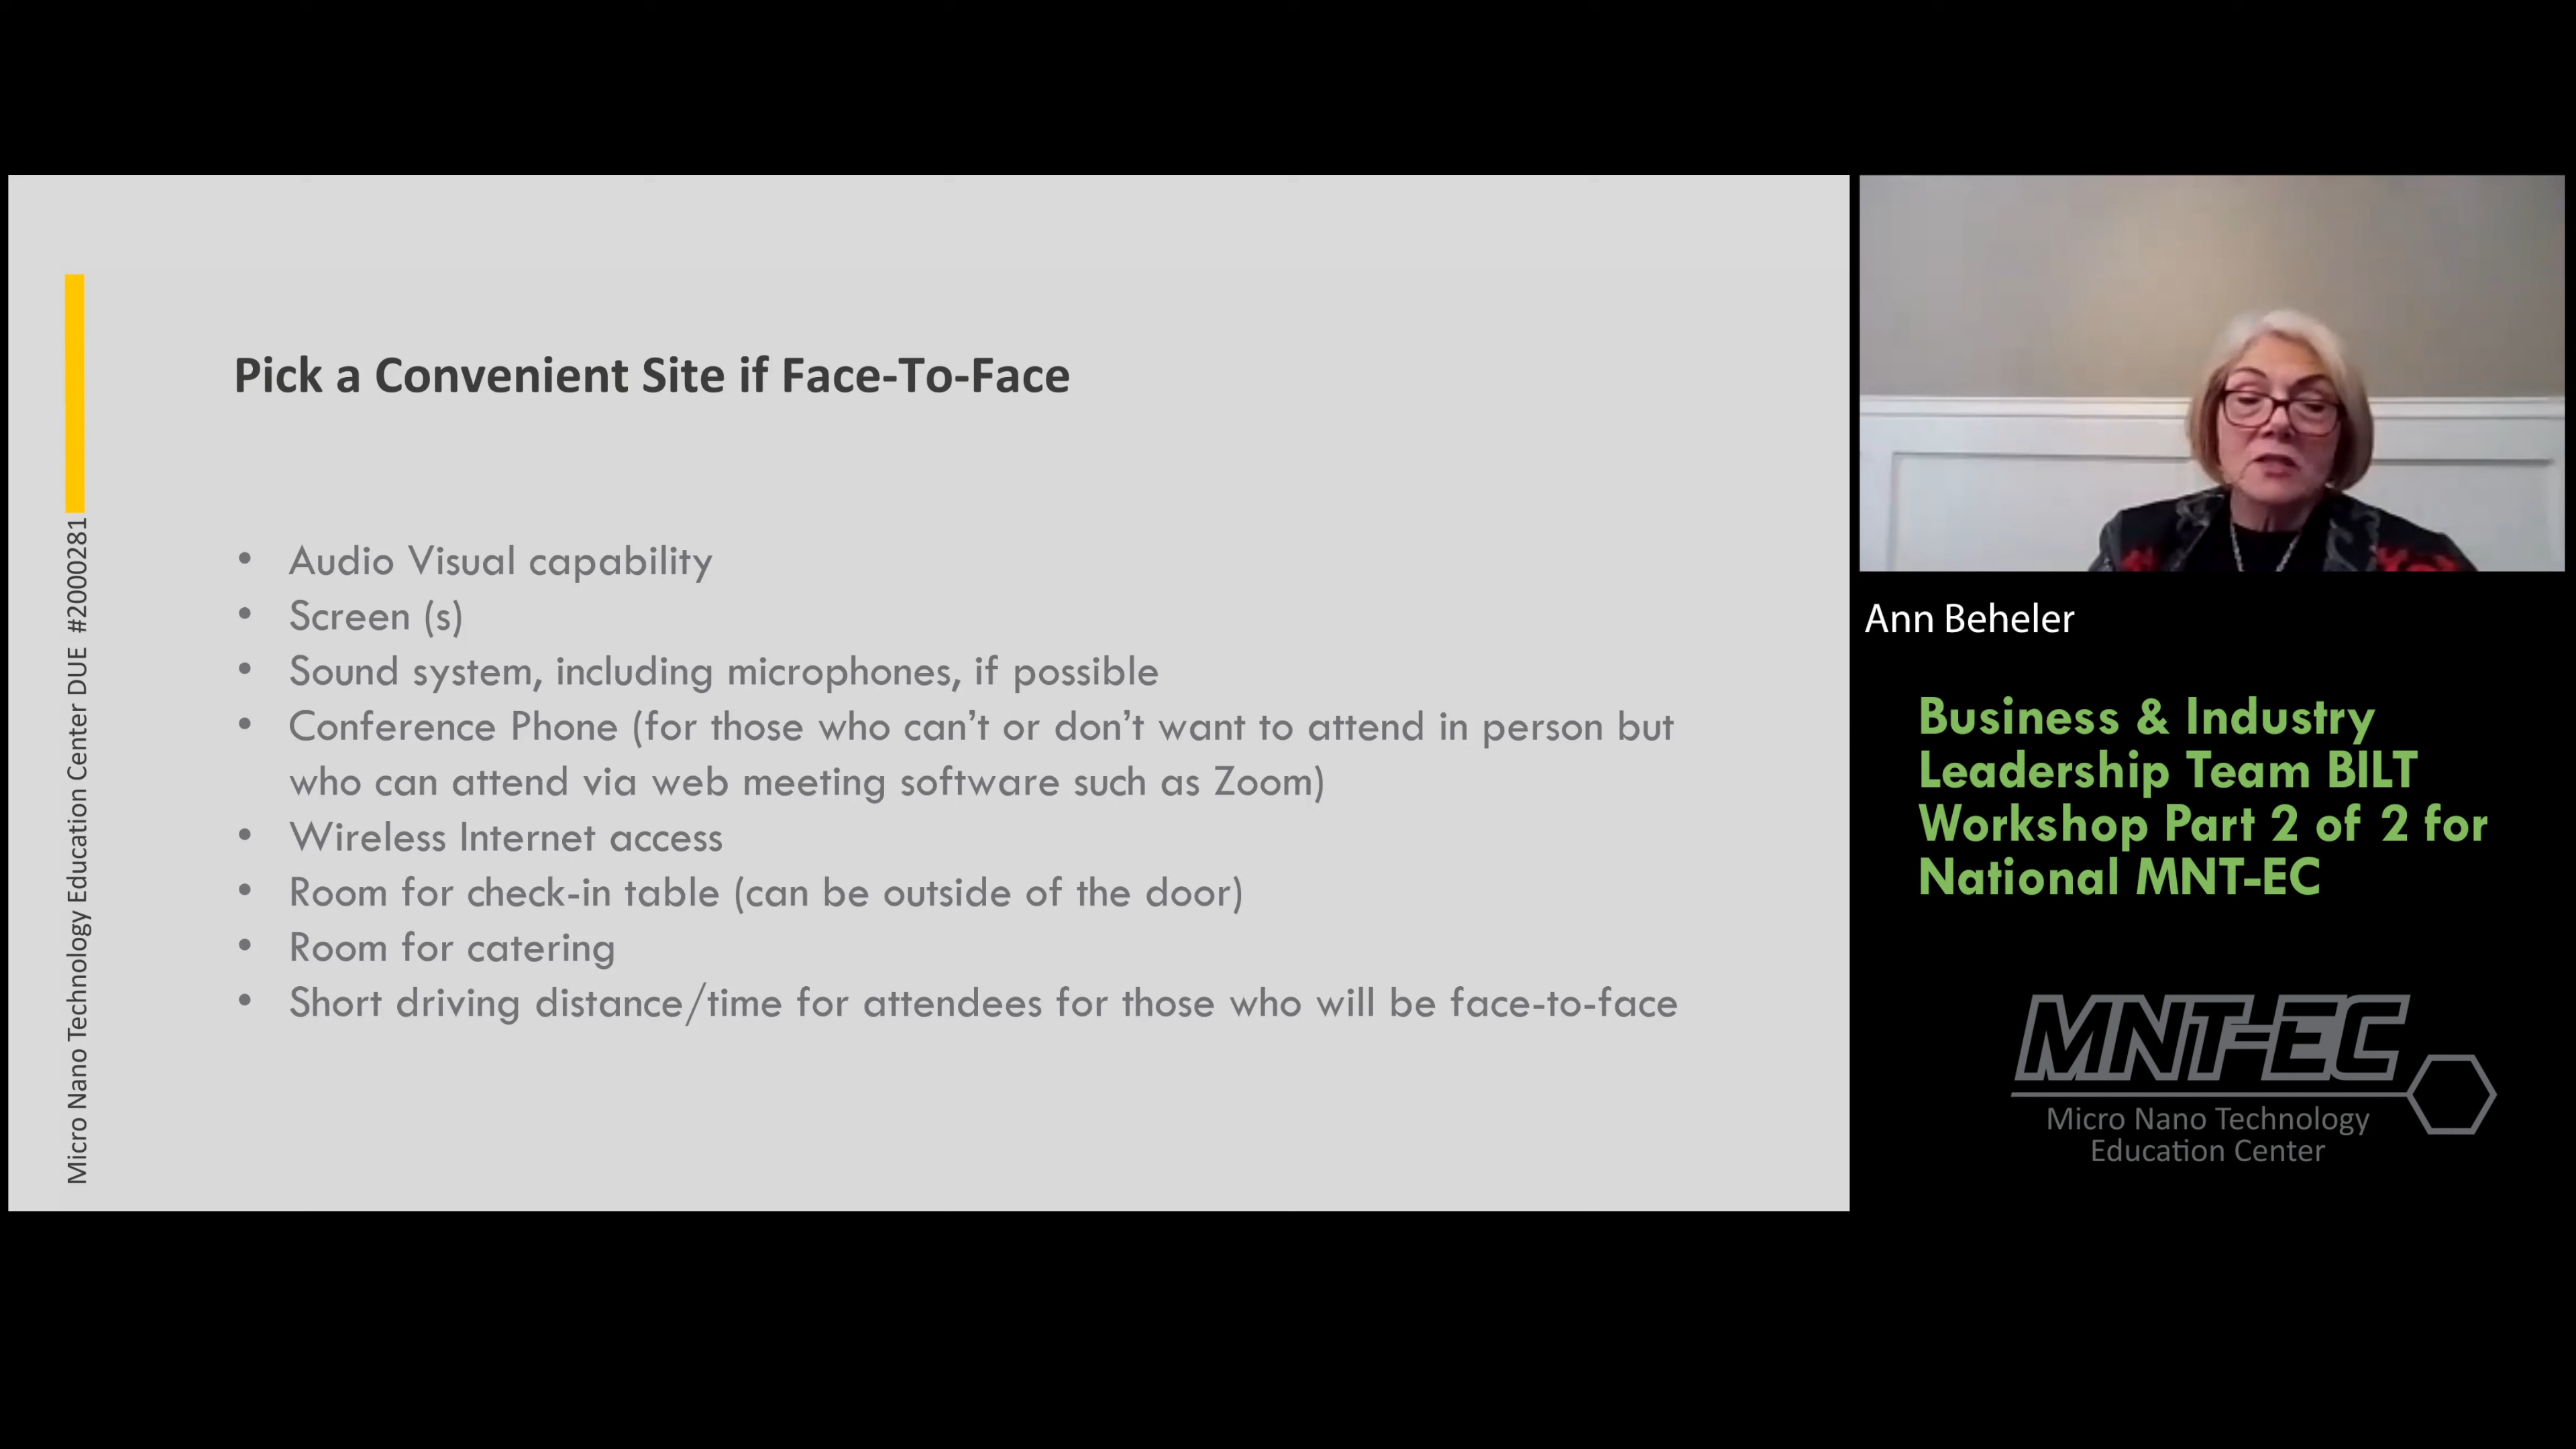 Micro Nano Technology Education Center DUE #2000281
Pick a Convenient Site if Face-To-Face
• Audio Visual capability
• Screen (s)
• Sound system, including microphones, if possible
• Conference Phone (for those who can’t or don’t want to attend in person but
who can attend via web meeting software such as Zoom)
• Wireless Internet access
• Room for check-in table (can be outside of the door)
• Room for catering
• Short driving distance/time for attendees for those who will be face-to-face
Ann Beheler
Business & Industry
Leadership Team BILT
Workshop Part 2 of 2 for
National MNT-EC
MNT-EC
Micro Nano Technology
Education Center